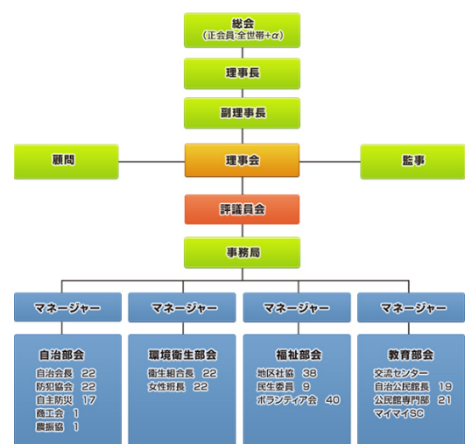 総会
(正会員:全世帯+α)
理事長
副理事長
顧問 理事会 監事
評議員会
事務局
マネージャー マネージャー マネージャー マネージャー
自治部会
自治会長 22
防犯協会 22
自主防災 17
商工会 1
農振協 1
環境衛生部会
衛生組合長 22
女性班長 22
福祉部会
地区社協 38
民生委員 9
ボランティア会 40
教育部会
交流センター
自治公民館長 19
公民館専門部 21
マイマイSC